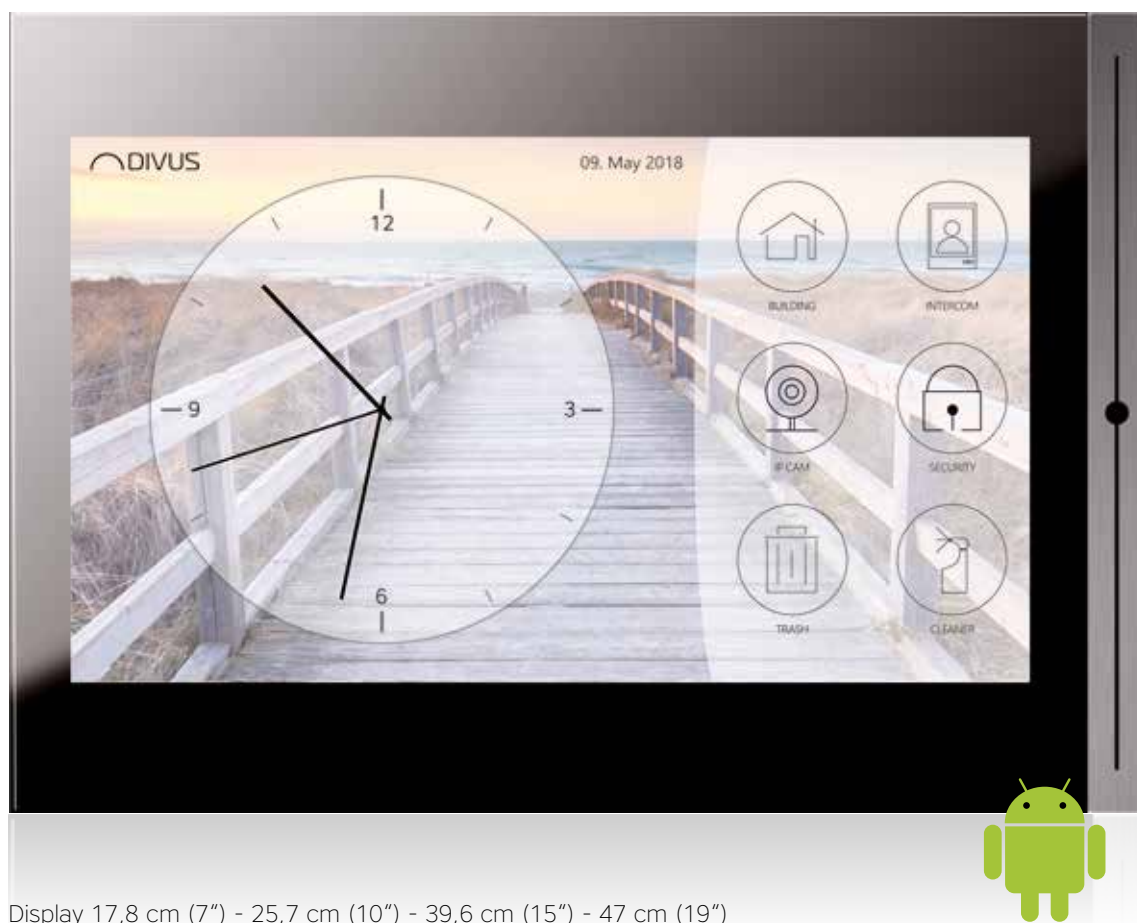 DIVUS
09. May 2018
12
9
3
6
BUILDING
INTERCOM
IP CAM
SECURITY
TRASH
CLEANER
Display 17,8 cm (7“) - 25,7 cm (10“) - 39,6 cm (15“) - 47 cm (19“)